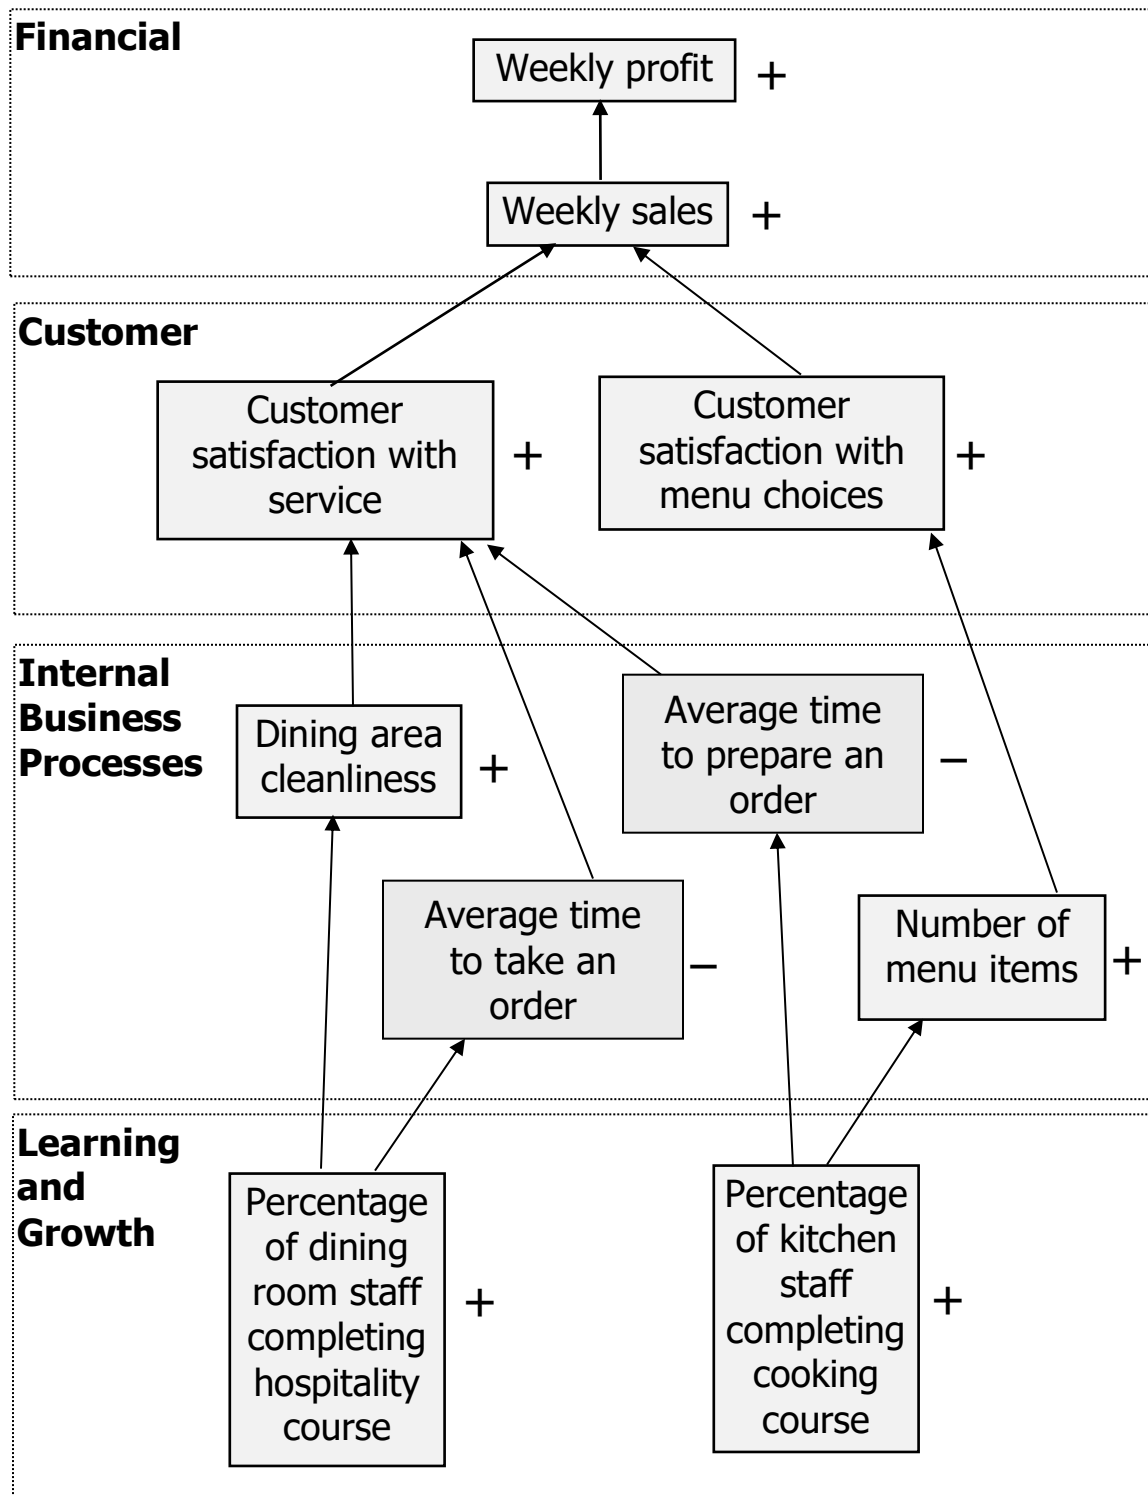 Financial
Weekly profit
+
Weekly sales
+
Customer
Customer
satisfaction with
service
+
Customer
satisfaction with
menu choices
+
Internal
Business
Processes
Dining area
cleanliness
+
Average time
to prepare an
order
–
Average time
to take an
order
–
Number of
menu items
+
Learning
and
Growth
Percentage
of dining
room staff
completing
hospitality
course
+
Percentage
of kitchen
staff
completing
cooking
course
+